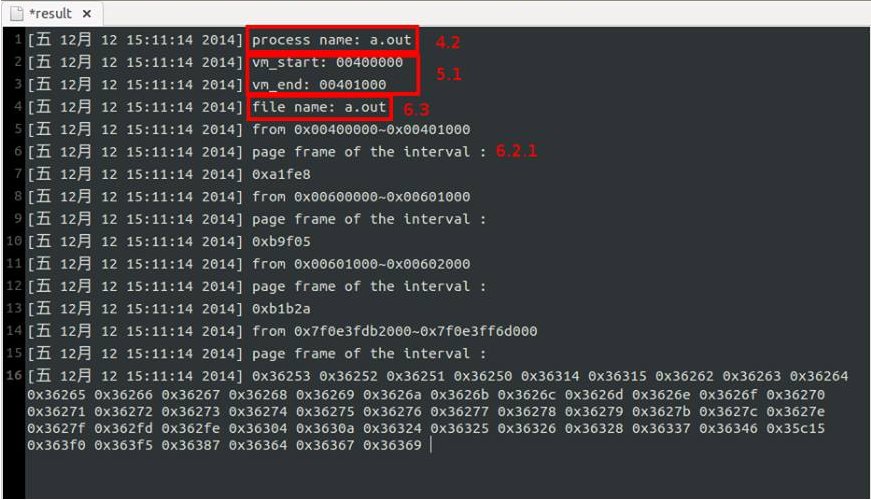 *result ×
1 [五 12月 12 15:11:14 2014] process name: a.out 4.2
2 [五 12月 12 15:11:14 2014] vm_start: 00400000
5.1
3 [五 12月 12 15:11:14 2014] vm_end: 00401000
4 [五 12月 12 15:11:14 2014] file name: a.out 6.3
5 [五 12月 12 15:11:14 2014] from 0x00400000~0x00401000
6 [五 12月 12 15:11:14 2014] page frame of the interval : 6.2.1
7 [五 12月 12 15:11:14 2014] 0xa1fe8
8 [五 12月 12 15:11:14 2014] from 0x00600000~0x00601000
9 [五 12月 12 15:11:14 2014] page frame of the interval :
10 [五 12月 12 15:11:14 2014] 0xb9f05
11 [五 12月 12 15:11:14 2014] from 0x00601000~0x00602000
12 [五 12月 12 15:11:14 2014] page frame of the interval :
13 [五 12月 12 15:11:14 2014] 0xb1b2a
14 [五 12月 12 15:11:14 2014] from 0x7f0e3fdb2000~0x7f0e3ff6d000
15 [五 12月 12 15:11:14 2014] page frame of the interval :
16 [五 12月 12 15:11:14 2014] 0x36253 0x36252 0x36251 0x36250 0x36314 0x36315 0x36262 0x36263 0x36264
0x36265 0x36266 0x36267 0x36268 0x36269 0x3626a 0x3626b 0x3626c 0x3626d 0x3626e 0x3626f 0x36270
0x36271 0x36272 0x36273 0x36274 0x36275 0x36276 0x36277 0x36278 0x36279 0x3627b 0x3627c 0x3627e
0x3627f 0x362fd 0x362fe 0x36304 0x3630a 0x36324 0x36325 0x36326 0x36328 0x36337 0x36346 0x35c15
0x363f0 0x363f5 0x36387 0x36364 0x36367 0x36369